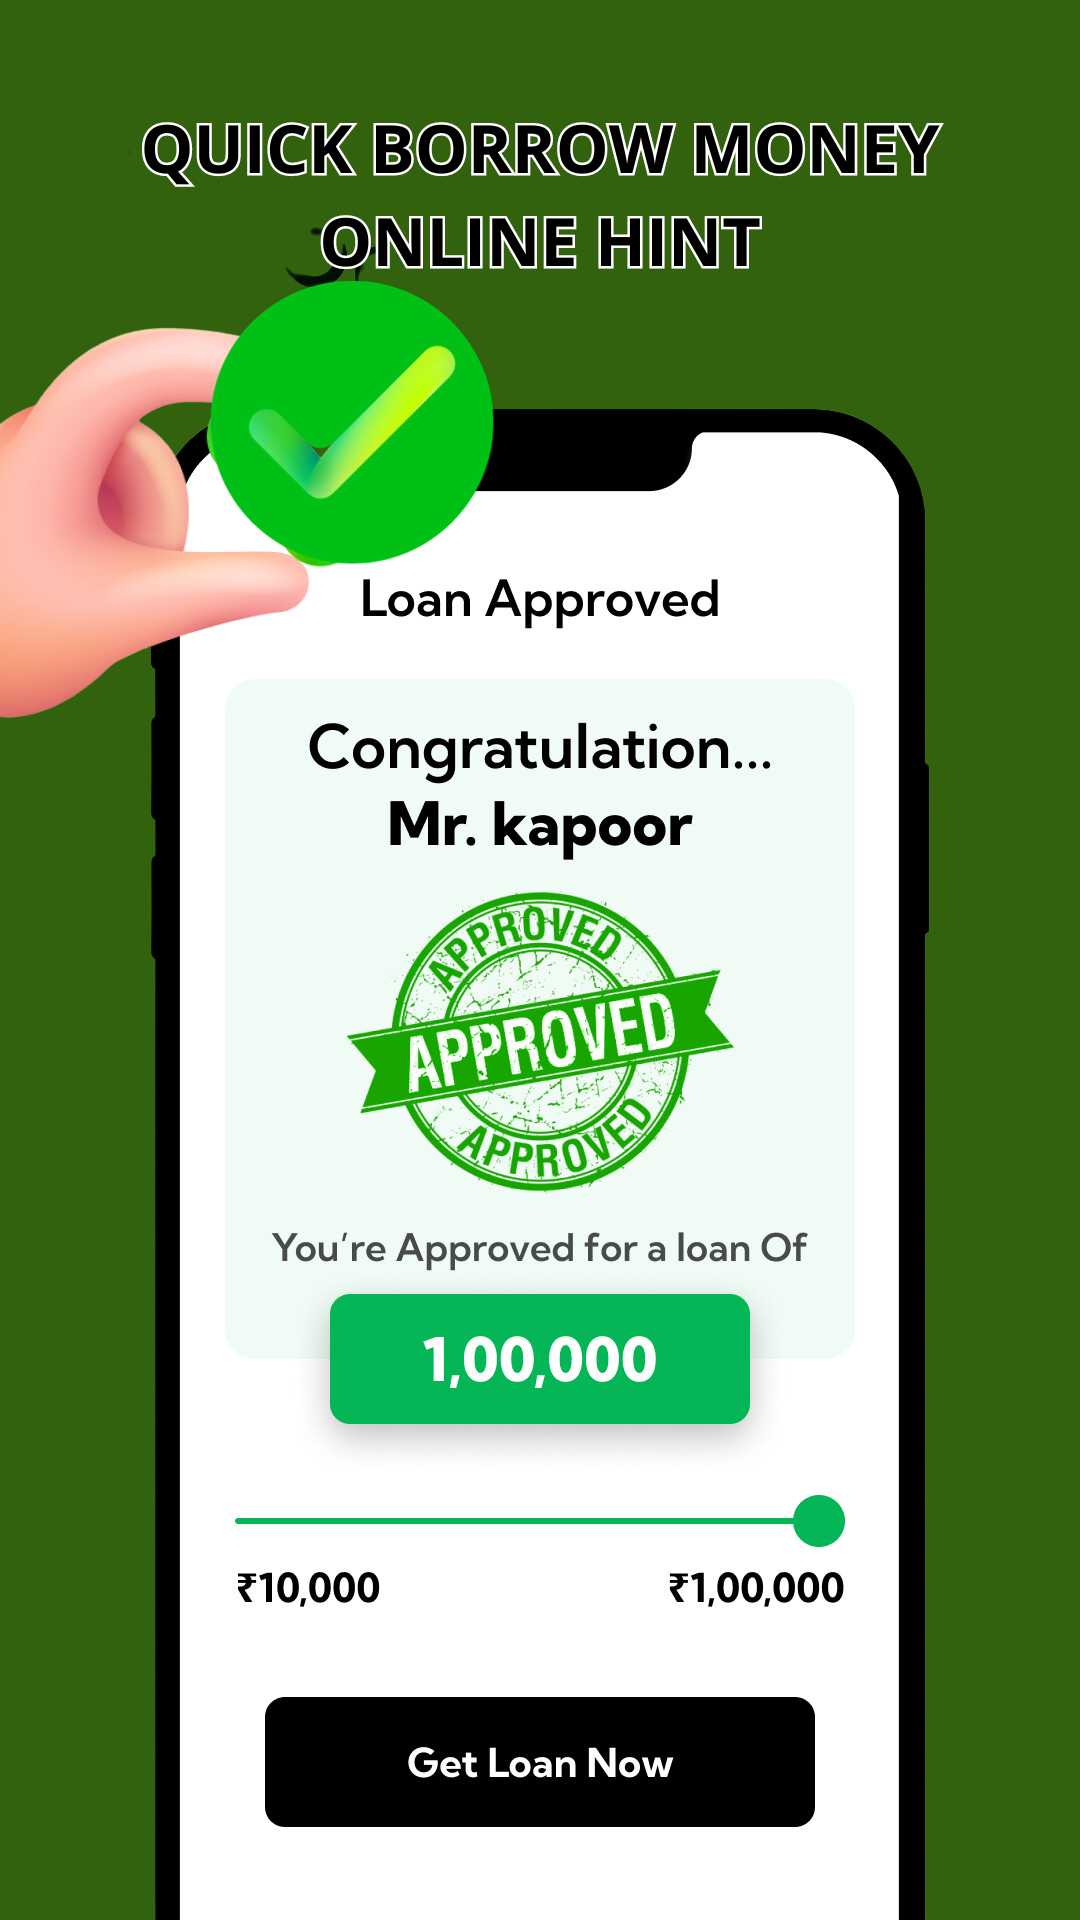 QUICK BORROW MONEY
ONLINE HINT
Loan Approved
Congratulation...
Mr. kapoor
APPROVED
APPROVED
APPROVED
You’re Approved for a loan Of
1,00,000
₹10,000
₹1,00,000
Get Loan Now